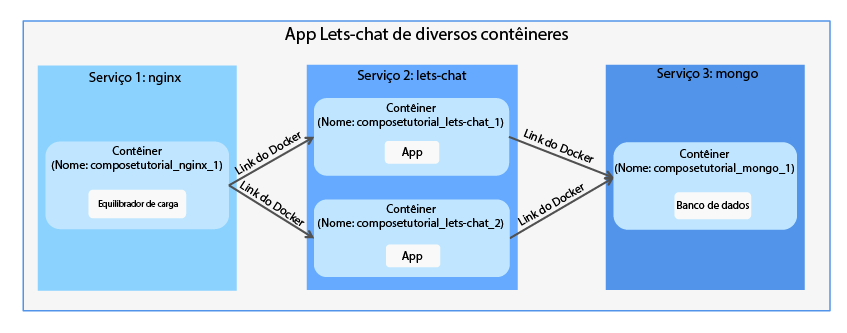 App Lets-chat de diversos contêineres
Serviço 1: nginx
Contêiner
(Nome: composetutorial_nginx_1)
Equilibrador de carga
Link do Docker
Link do Docker
Serviço 2: lets-chat
Contêiner
(Nome: composetutorial_lets-chat_1)
App
Contêiner
(Nome: composetutorial_lets-chat_2)
App
Link do Docker
Link do Docker
Serviço 3: mongo
Contêiner
(Nome: composetutorial_mongo_1)
Banco de dados